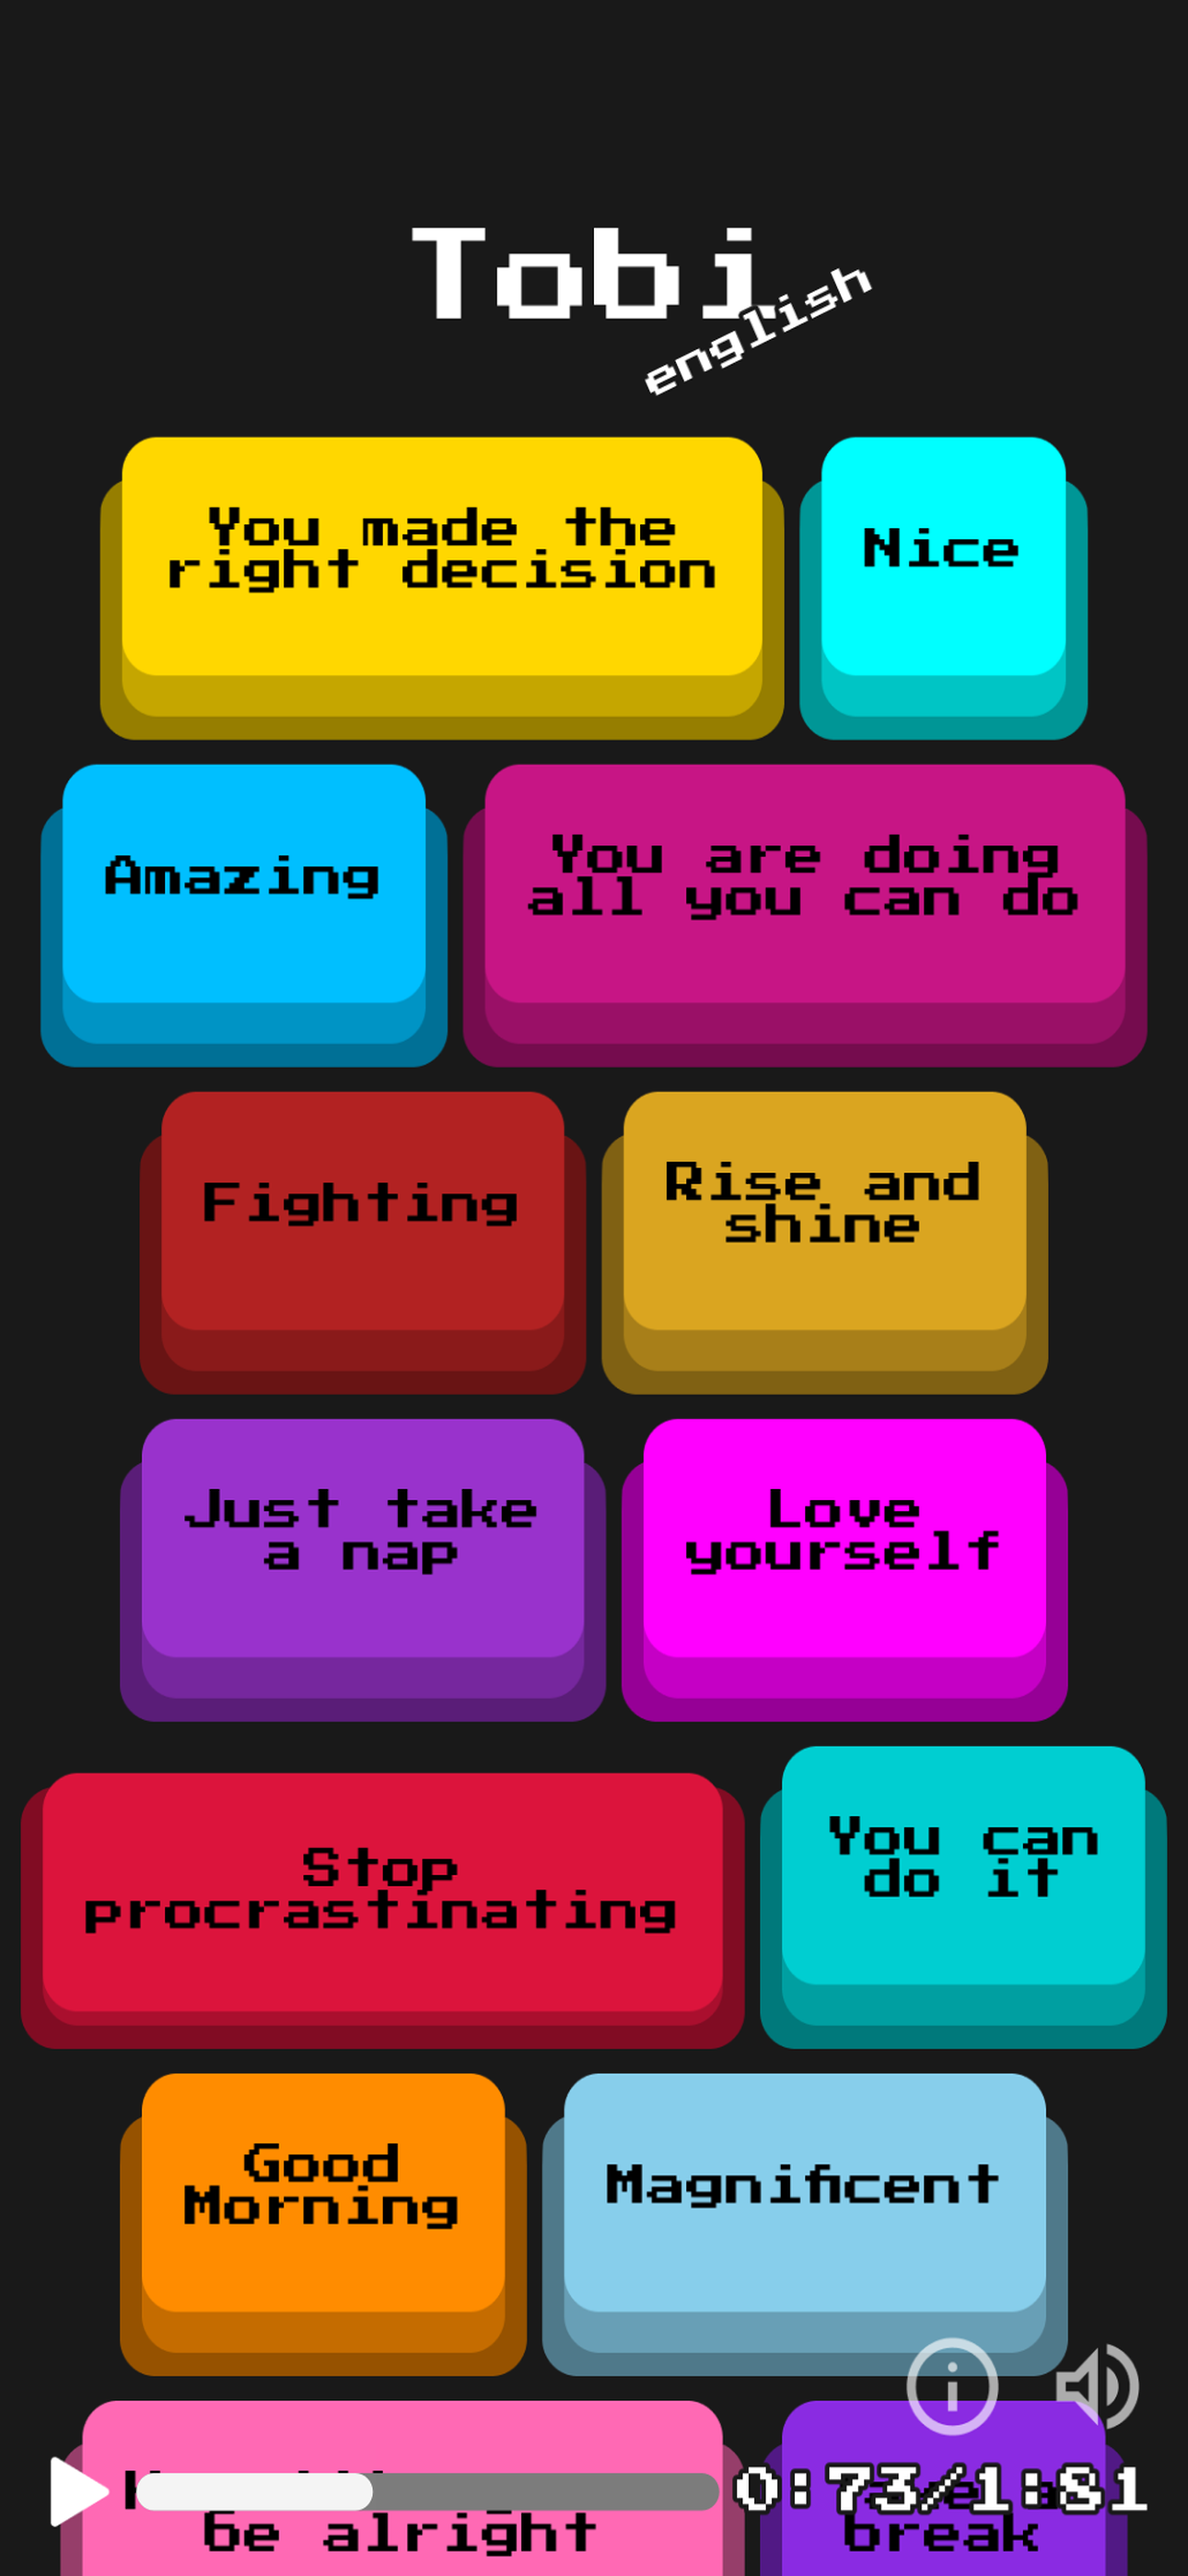 Tobi
english
You made the
right decision
Nice
Amazing
You are doing
all you can do
Fighting
Rise and
shine
Just take
a nap
Love
yourself
Stop
procrastinating
You can
do it
Good
Morning
Magnificent
be alright
0:73/1:81
break